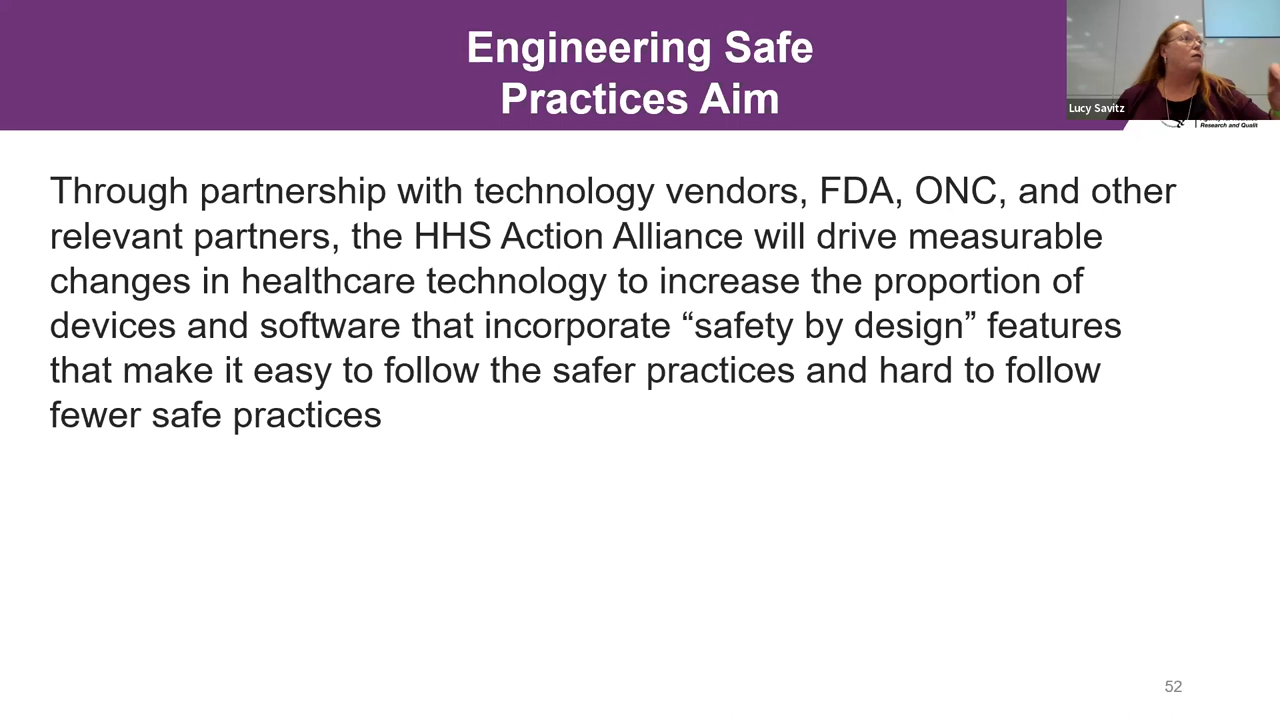 Engineering Safe
Practices Aim
Lucy Savitz
Research and Qualit
Through partnership with technology vendors, FDA, ONC, and other
relevant partners, the HHS Action Alliance will drive measurable
changes in healthcare technology to increase the proportion of
devices and software that incorporate “safety by design” features
that make it easy to follow the safer practices and hard to follow
fewer safe practices
52